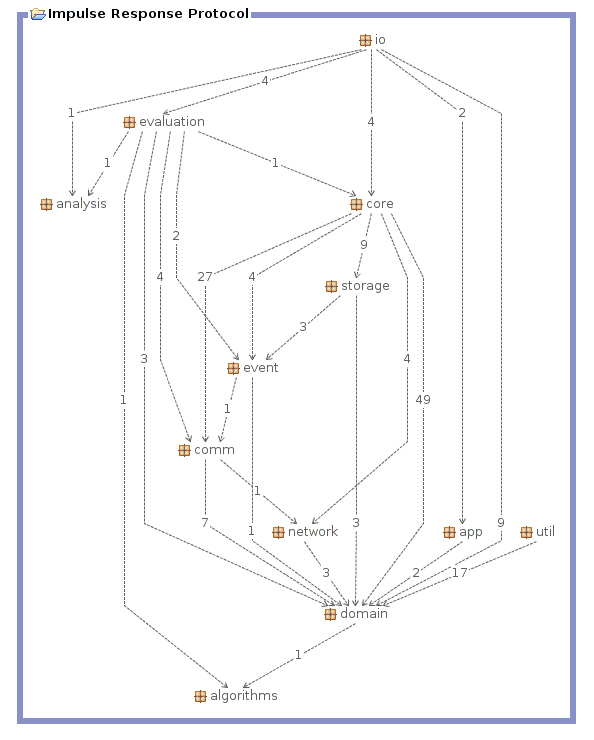 Impulse Response Protocol
io
4
1 4 2
evaluation
1 1
analysis core
2 9
27 4
4 storage
3
3 4
event
1 49
1
comm
1
7 1 3 9
network app util
3 2 17
domain
1
algorithms